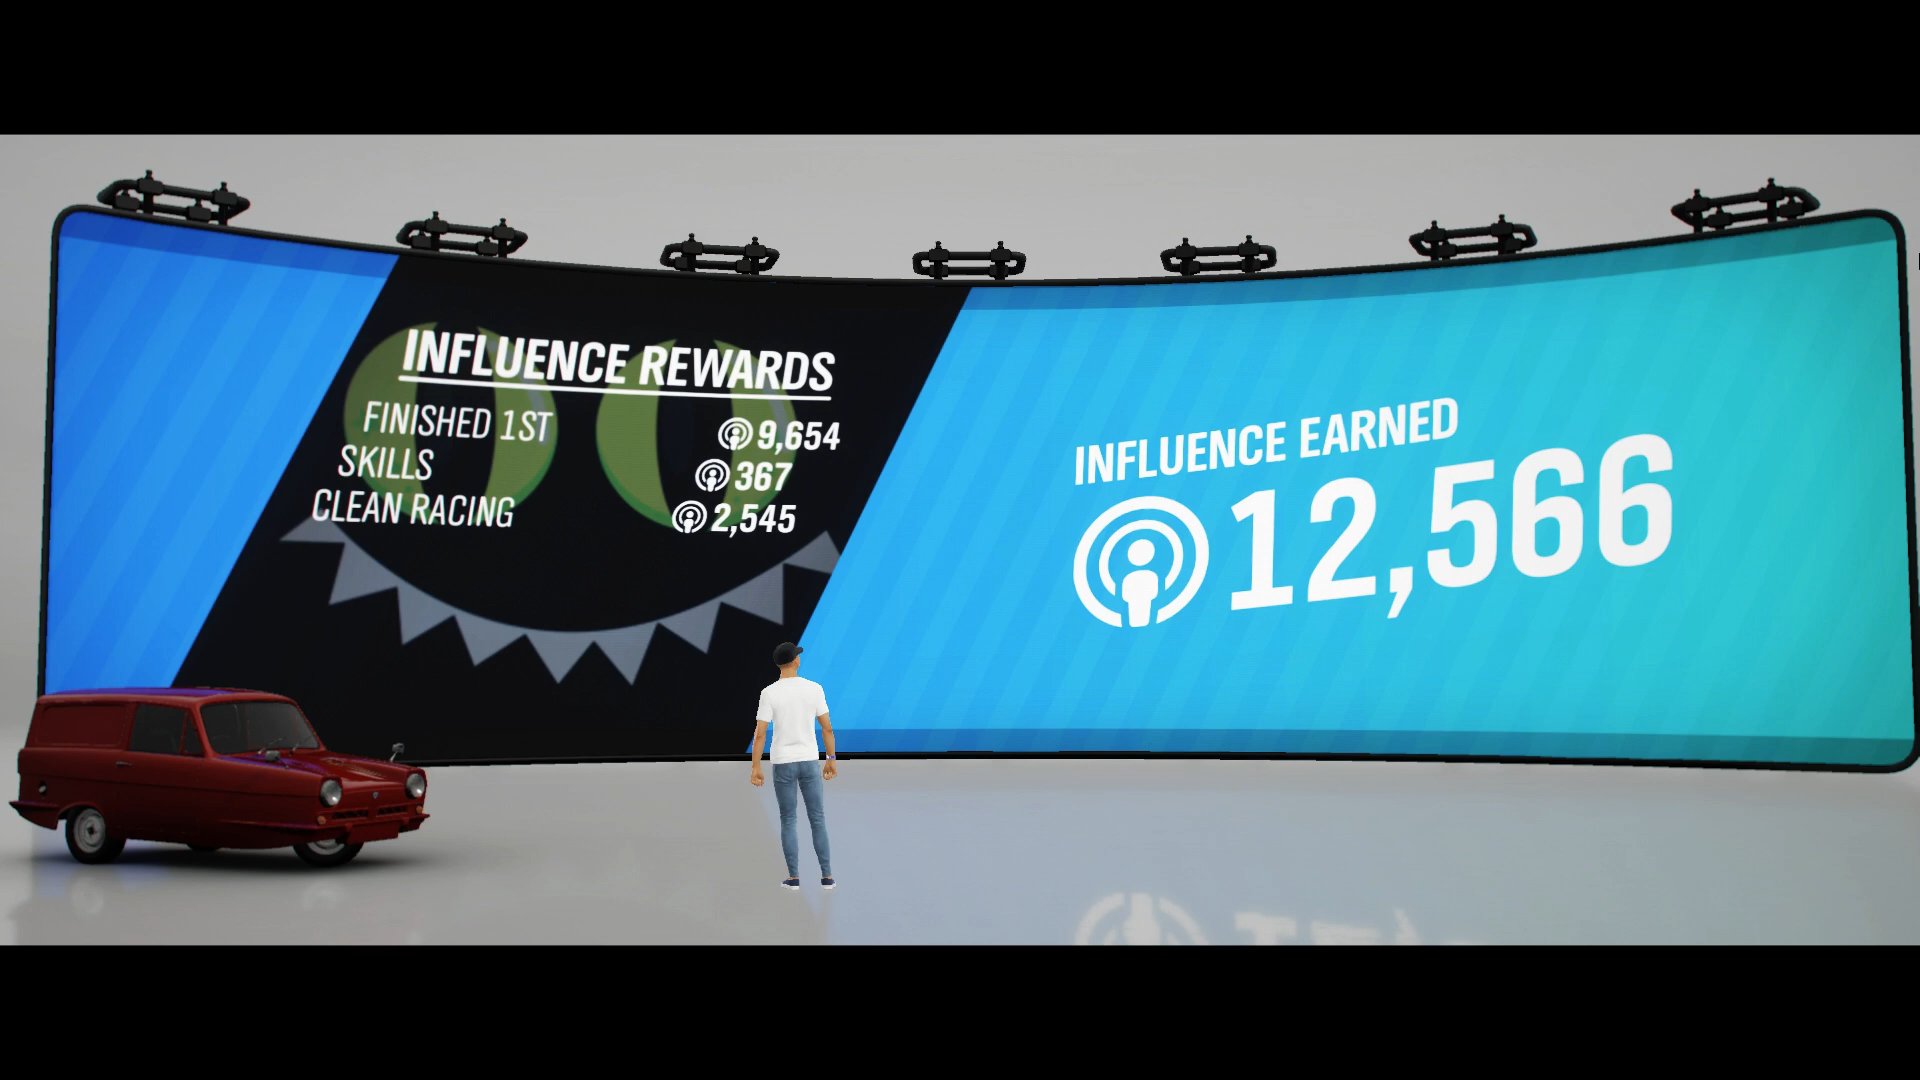 INFLUENCE REWARDS
FINISHED 1ST 9,654
SKILLS 367
CLEAN RACING 2,545
INFLUENCE EARNED
12,566